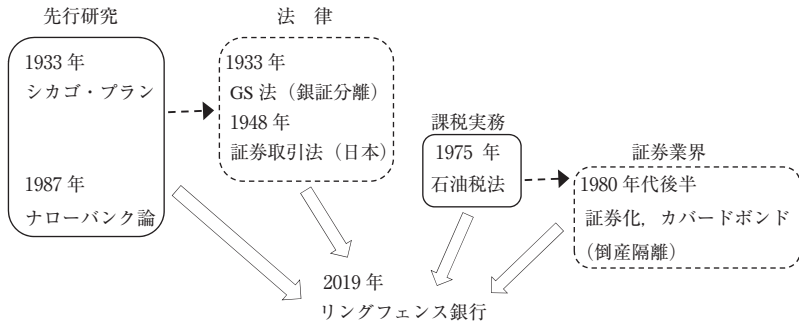 先行研究
1933 年
シカゴ・プラン
1987 年
ナローバンク論
法　律
1933 年
GS 法（銀証分離）
1948 年
証券取引法（日本）
課税実務
1975 年
石油税法
証券業界
1980 年代後半
証券化，カバードボンド
（倒産隔離）
2019 年
リングフェンス銀行